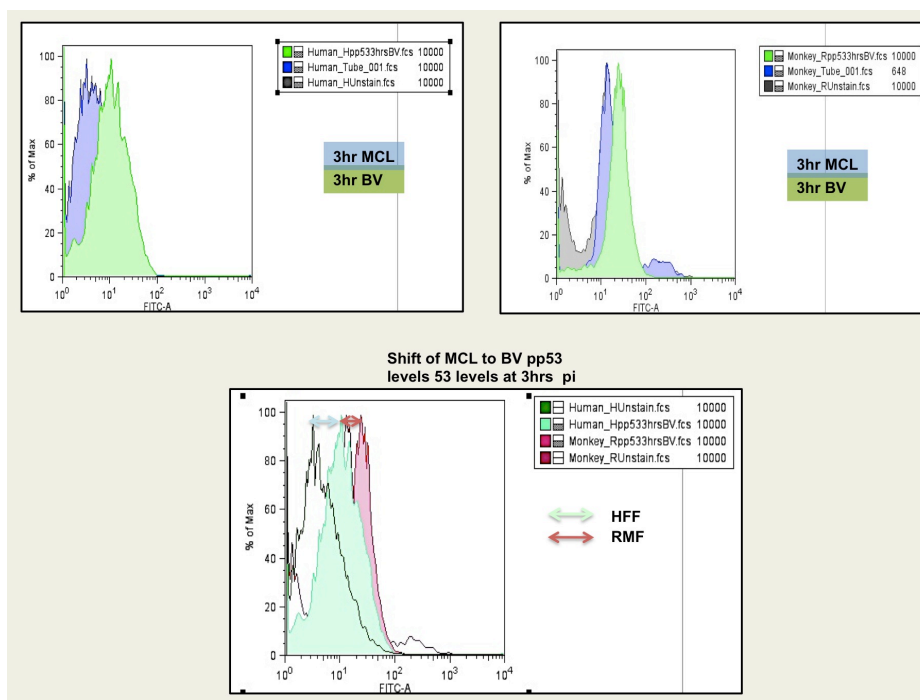 Human_Hpp533hrsBV.fcs 10000
Human_Tube_001.fcs 10000
Human_HUnstain.fcs 10000
% of Max
100
80
60
40
20
0
10^0 10^1 10^2 10^3 10^4
FITC-A
3hr MCL
3hr BV
Monkey_Rpp533hrsBV.fcs 10000
Monkey_Tube_001.fcs 648
Monkey_RUnstain.fcs 10000
% of Max
100
80
60
40
20
0
10^0 10^1 10^2 10^3 10^4
FITC-A
3hr MCL
3hr BV
Shift of MCL to BV pp53
levels 53 levels at 3hrs pi
% of Max
100
80
60
40
20
0
10^0 10^1 10^2 10^3 10^4
FITC-A
Human_HUnstain.fcs 10000
Human_Hpp533hrsBV.fcs 10000
Monkey_Rpp533hrsBV.fcs 10000
Monkey_RUnstain.fcs 10000
HFF
RMF